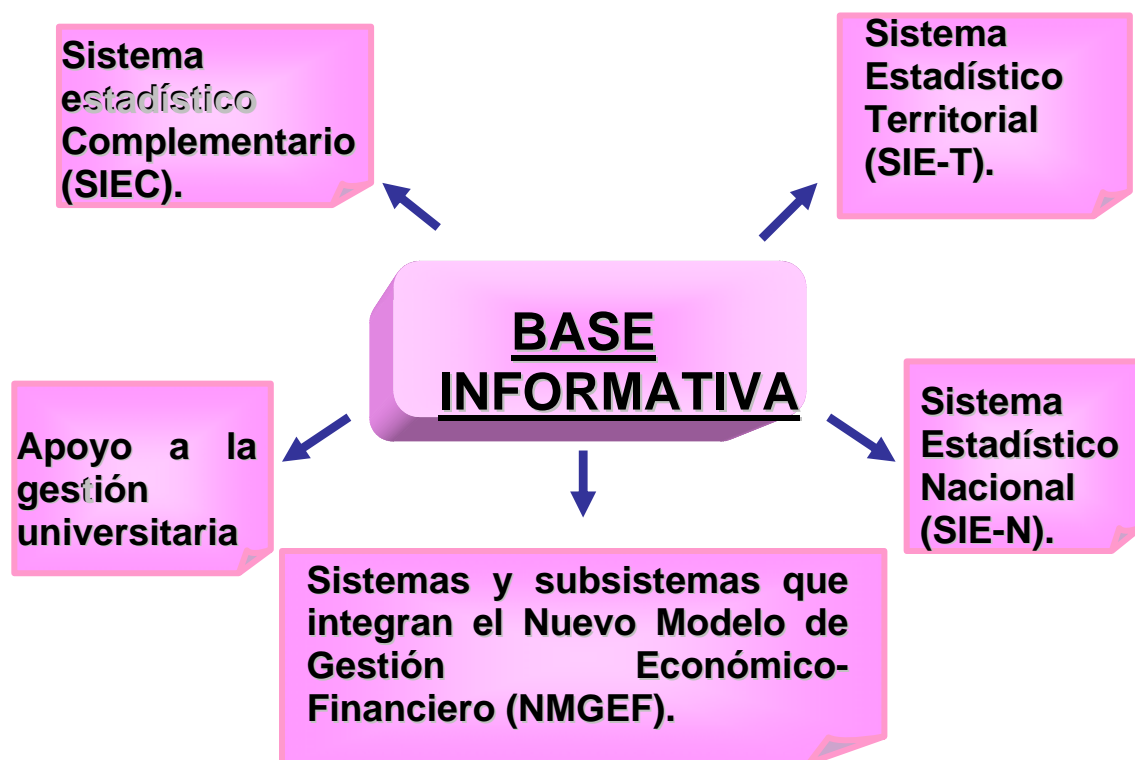 Sistema
estadístico
Complementario
(SIEC).
Sistema
Estadístico
Territorial
(SIE-T).
BASE
INFORMATIVA
Apoyo a la
gestión
universitaria
Sistema
Estadístico
Nacional
(SIE-N).
Sistemas y subsistemas que
integran el Nuevo Modelo de
Gestión Económico-
Financiero (NMGEF).